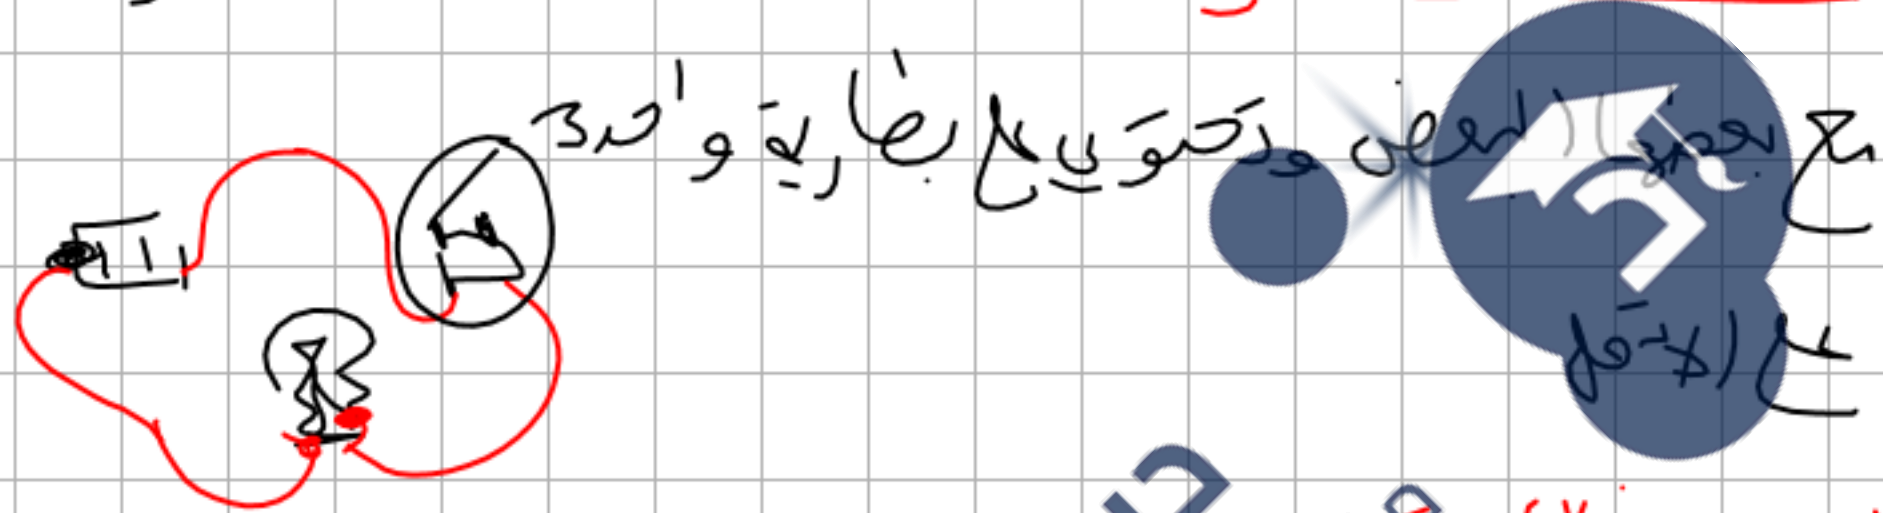 مع بعضها البعض وتحتوي على بطارية واحدة
على الأقل